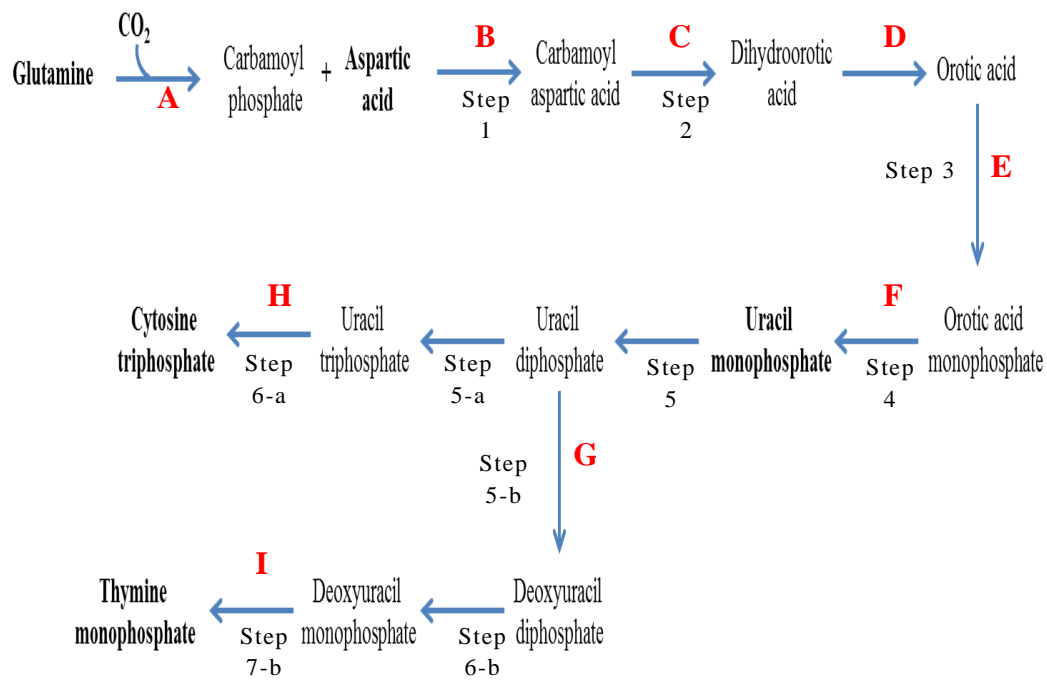 CO2
Glutamine
A
Carbamoyl
phosphate
+
Aspartic
acid
B
Step
1
Carbamoyl
aspartic acid
C
Step
2
Dihydroorotic
acid
D
Orotic acid
Step 3
E
Cytosine
triphosphate
H
Step
6-a
Uracil
triphosphate
Step
5-a
Uracil
diphosphate
Step
5
Uracil
monophosphate
F
Step
4
Orotic acid
monophosphate
Step
5-b
G
Thymine
monophosphate
I
Step
7-b
Deoxyuracil
monophosphate
Step
6-b
Deoxyuracil
diphosphate